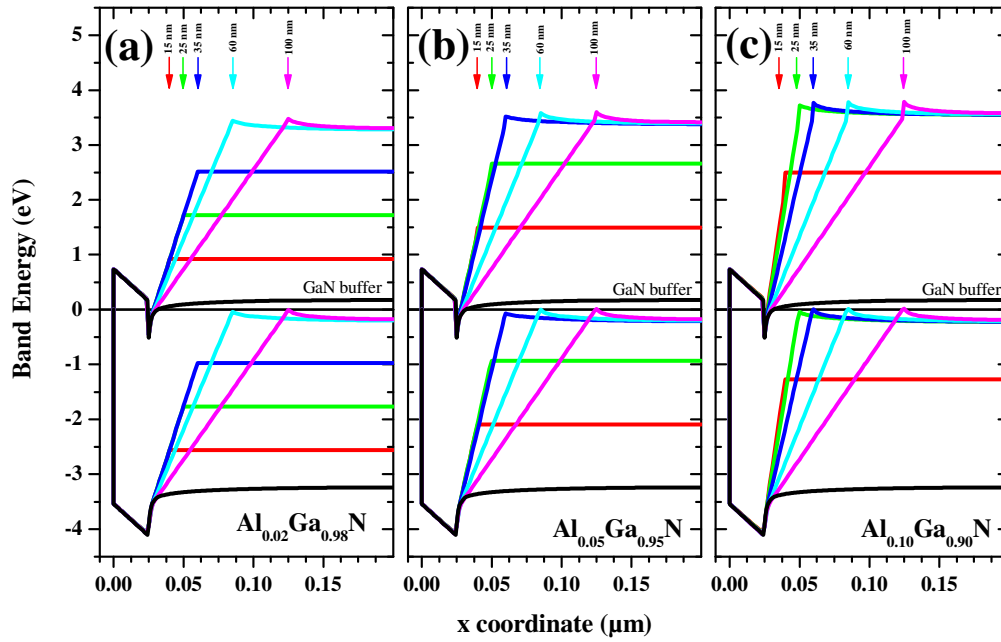 (a)
15 nm
25 nm
35 nm
60 nm
100 nm
(b)
15 nm
25 nm
35 nm
60 nm
100 nm
(c)
15 nm
25 nm
35 nm
60 nm
100 nm
Band Energy (eV)
5
4
3
2
1
0
-1
-2
-3
-4
GaN buffer
GaN buffer
GaN buffer
Al0.02Ga0.98N
Al0.05Ga0.95N
Al0.10Ga0.90N
0.00 0.05 0.10 0.15
0.00 0.05 0.10 0.15
0.00 0.05 0.10 0.15
x coordinate (µm)